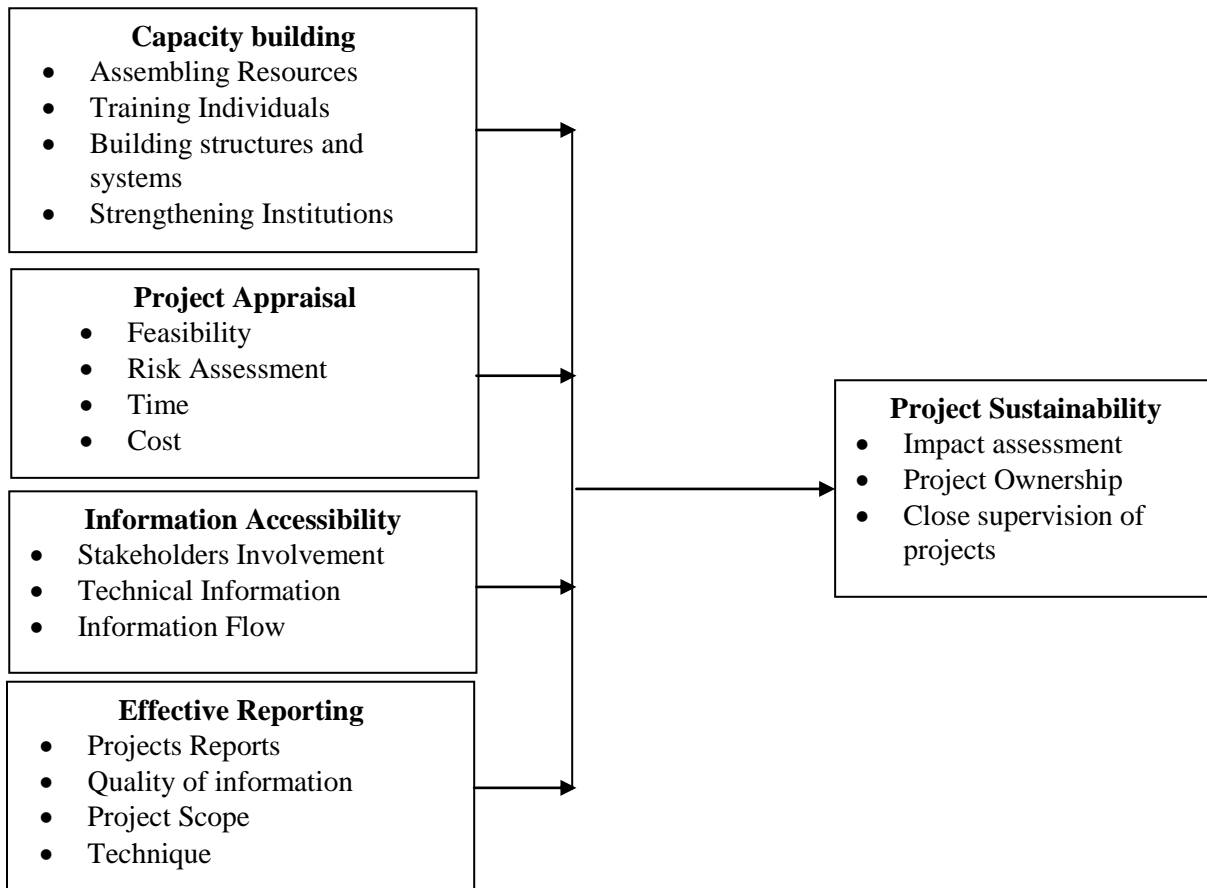 Capacity building
• Assembling Resources
• Training Individuals
• Building structures and
systems
• Strengthening Institutions
Project Appraisal
• Feasibility
• Risk Assessment
• Time
• Cost
Information Accessibility
• Stakeholders Involvement
• Technical Information
• Information Flow
Effective Reporting
• Projects Reports
• Quality of information
• Project Scope
• Technique
Project Sustainability
• Impact assessment
• Project Ownership
• Close supervision of
projects